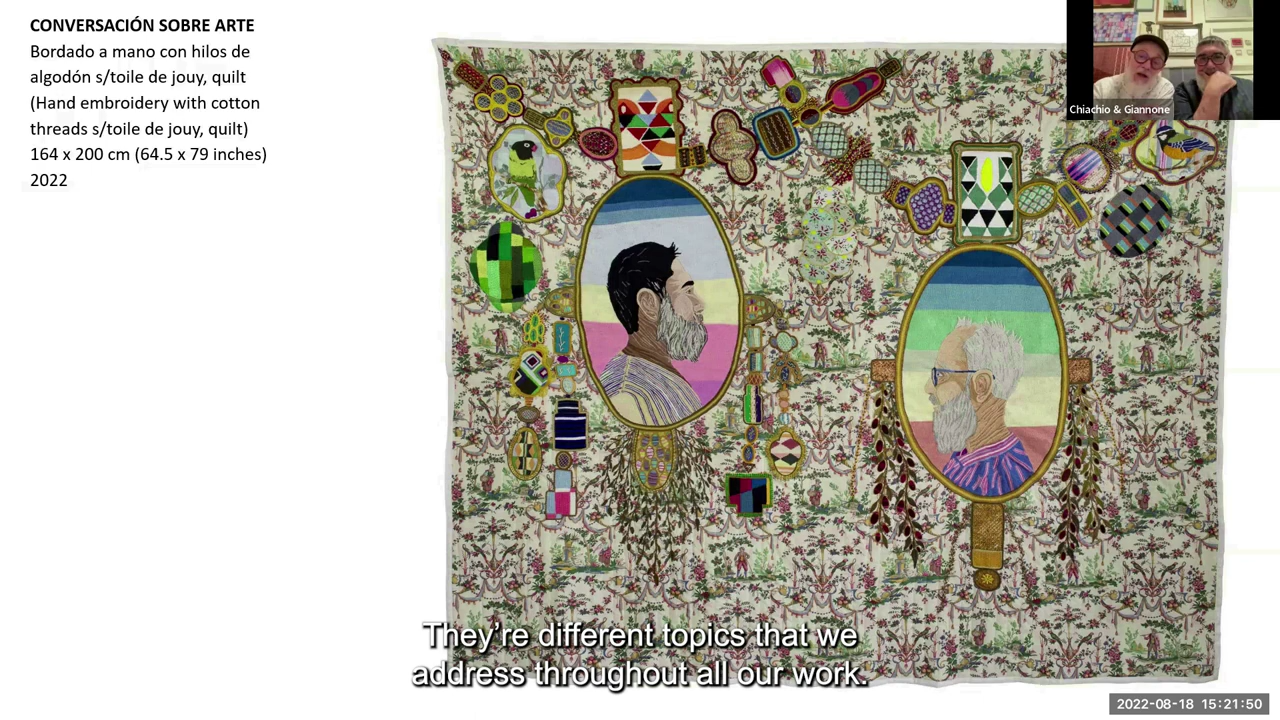 CONVERSACIÓN SOBRE ARTE
Bordado a mano con hilos de
algodón s/toile de jouy, quilt
(Hand embroidery with cotton
threads s/toile de jouy, quilt)
164 x 200 cm (64.5 x 79 inches)
2022
Chiachio & Giannone
They’re different topics that we
address throughout all our work.
2022-08-18 15:21:50